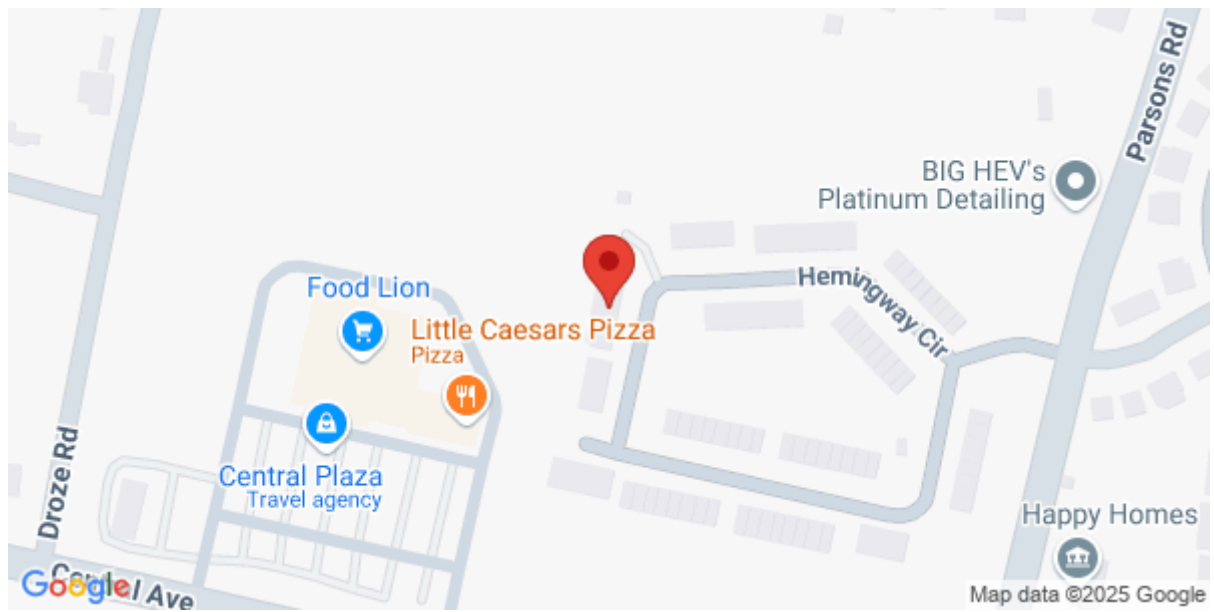 Parsons Rd
BIG HEV's
Platinum Detailing
Food Lion
Hemingway Cir
Little Caesars Pizza
Pizza
Central Plaza
Travel agency
Droze Rd
Happy Homes
Google
Ave
Map data ©2025 Google